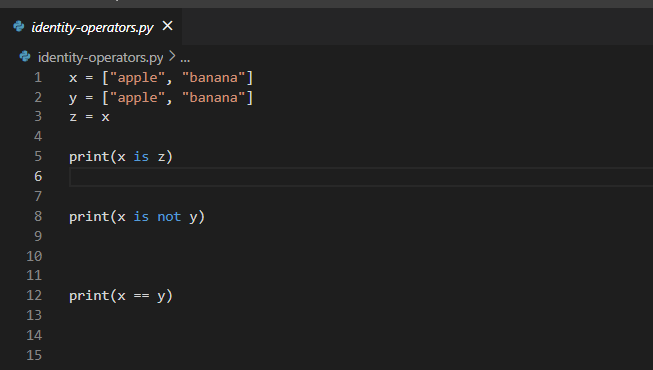 identity-operators.py ×
identity-operators.py > ...
1 x = ["apple", "banana"]
2 y = ["apple", "banana"]
3 z = x
4
5 print(x is z)
6
7
8 print(x is not y)
9
10
11
12 print(x == y)
13
14
15